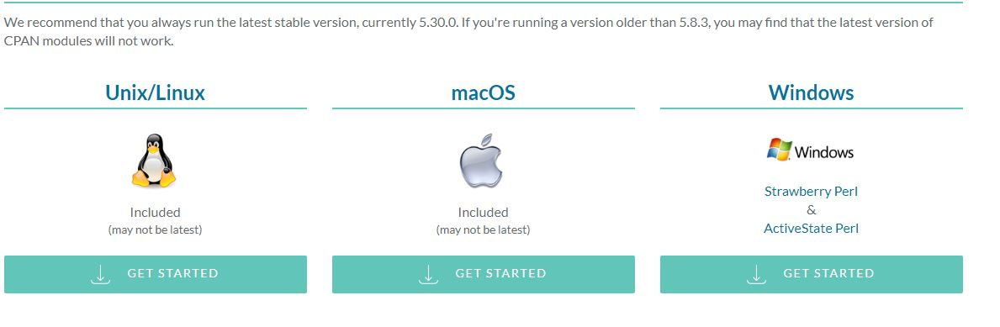 We recommend that you always run the latest stable version, currently 5.30.0. If you're running a version older than 5.8.3, you may find that the latest version of
CPAN modules will not work.
Unix/Linux
macOS
Windows
Included
(may not be latest)
Included
(may not be latest)
Windows
Strawberry Perl
&
ActiveState Perl
GET STARTED
GET STARTED
GET STARTED